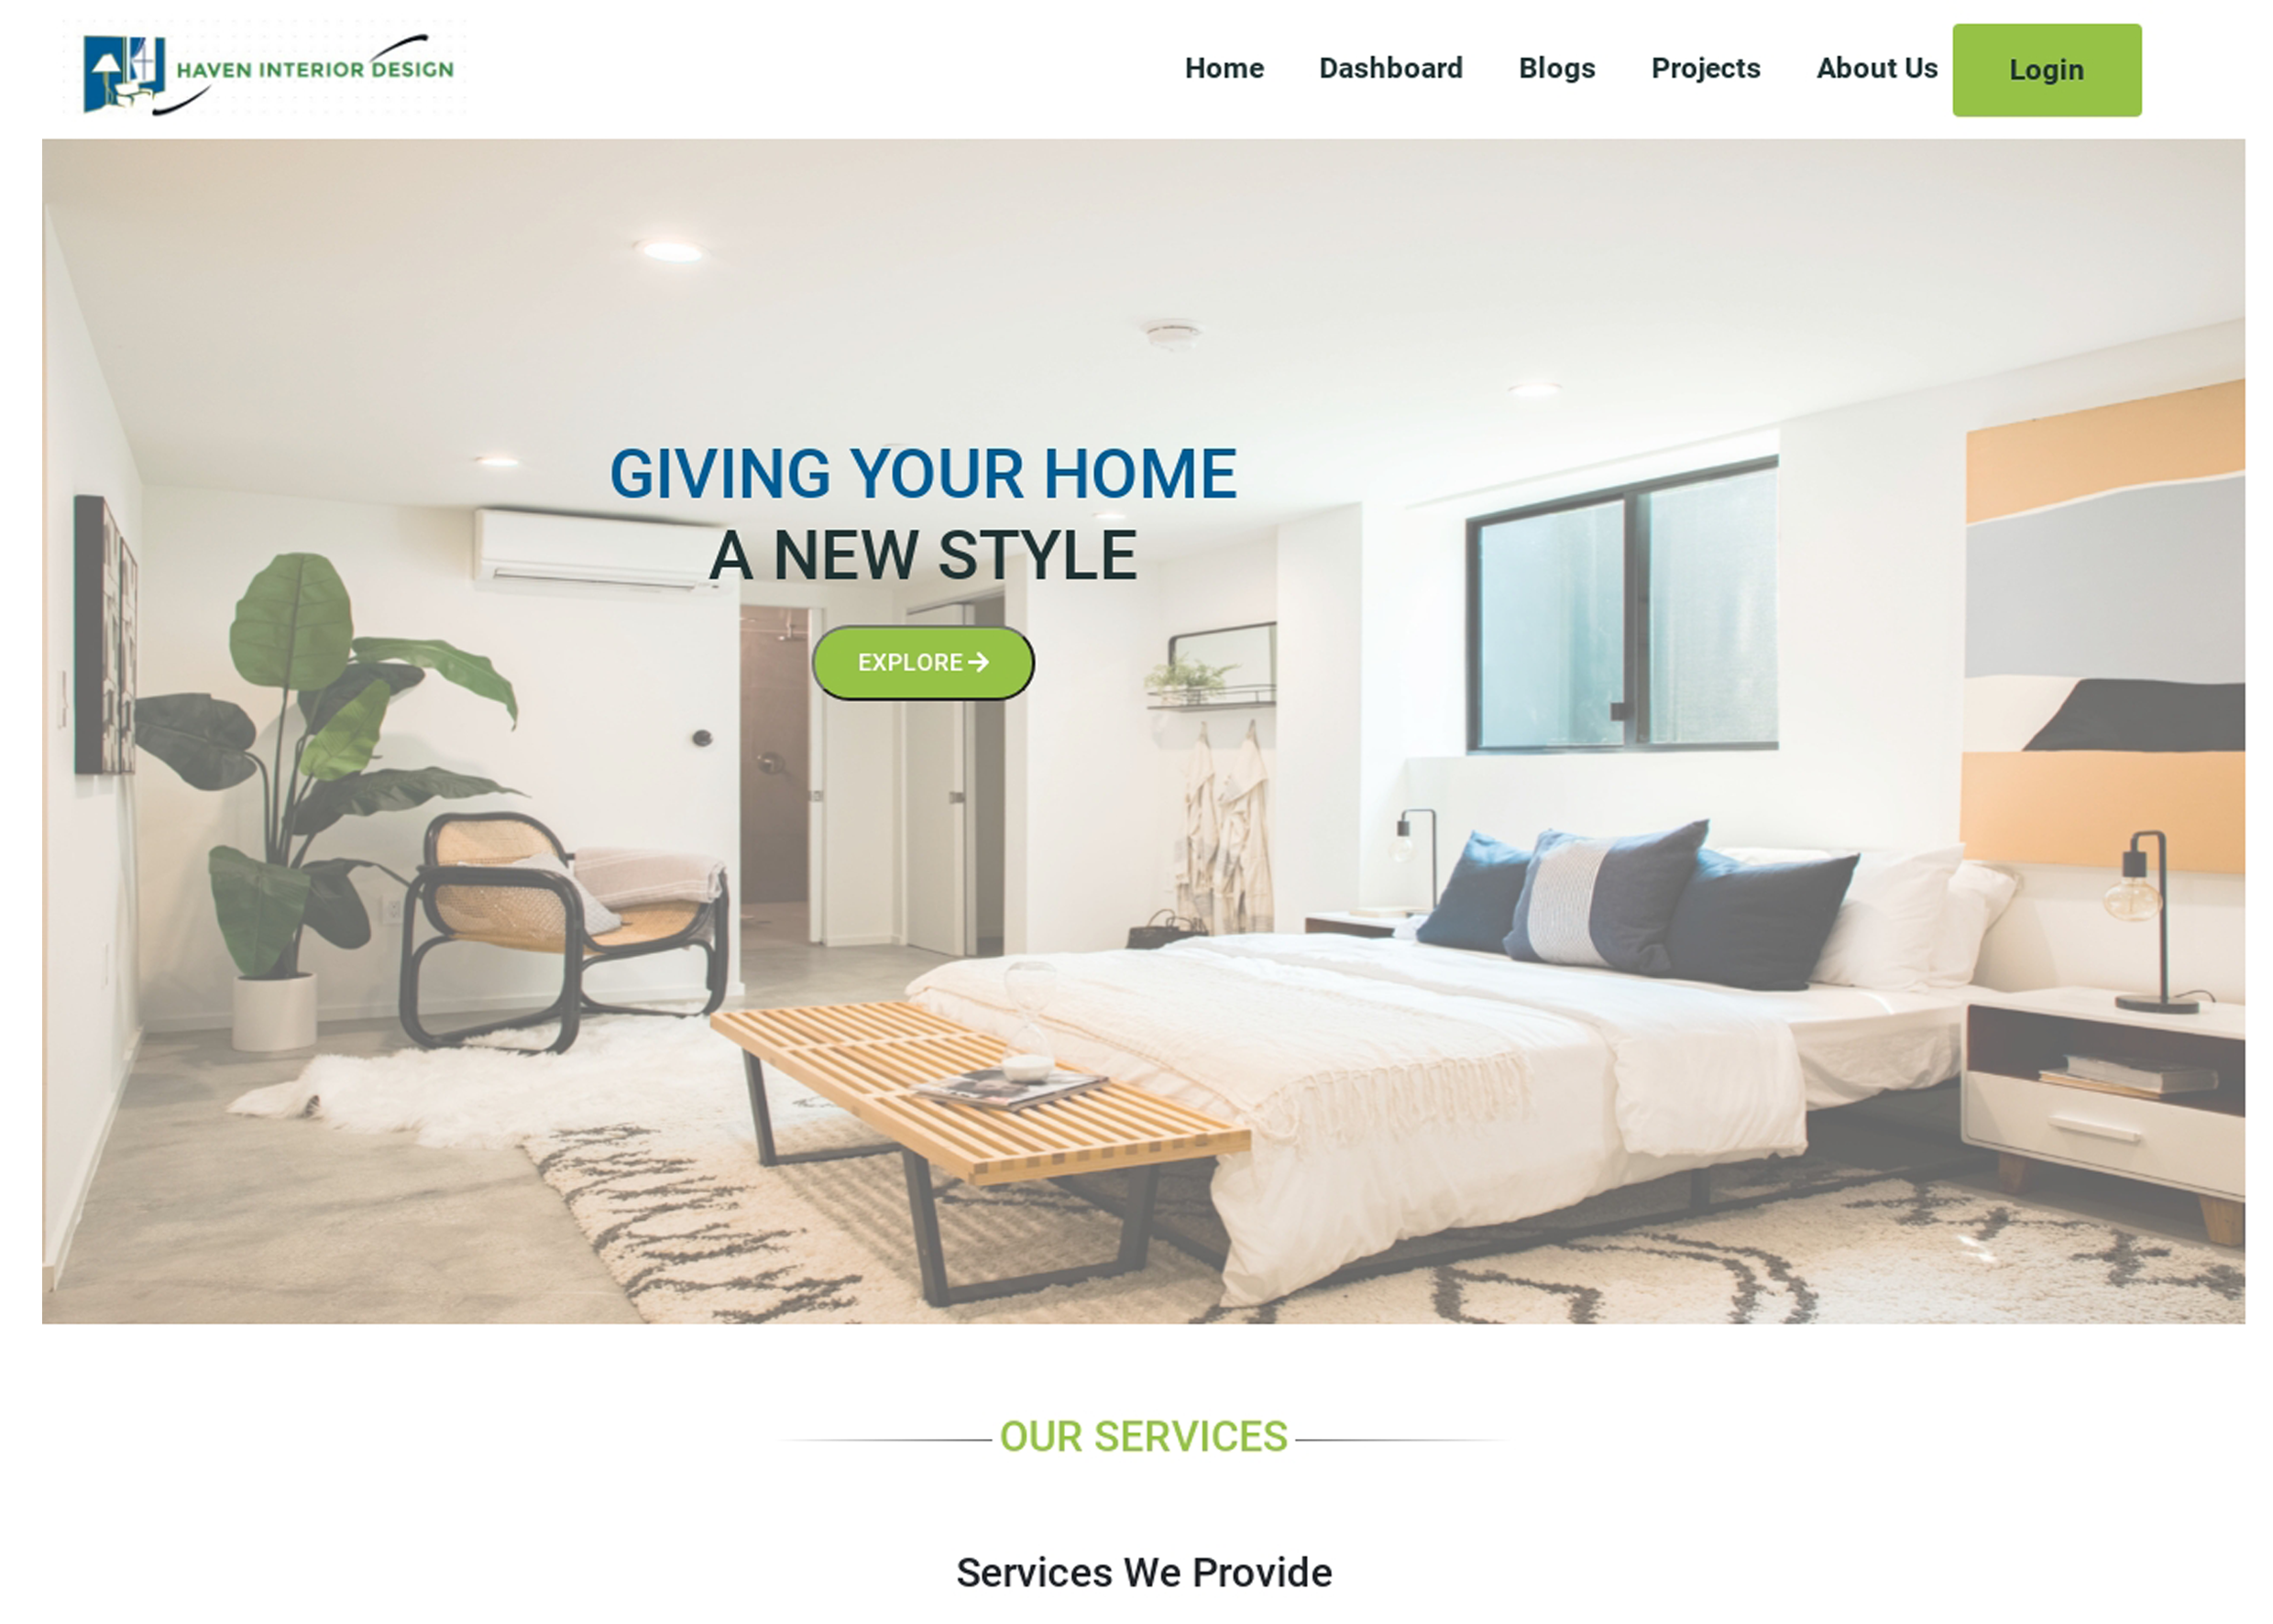 HAVEN INTERIOR DESIGN
Home Dashboard Blogs Projects About Us Login
GIVING YOUR HOME
A NEW STYLE
EXPLORE
OUR SERVICES
Services We Provide